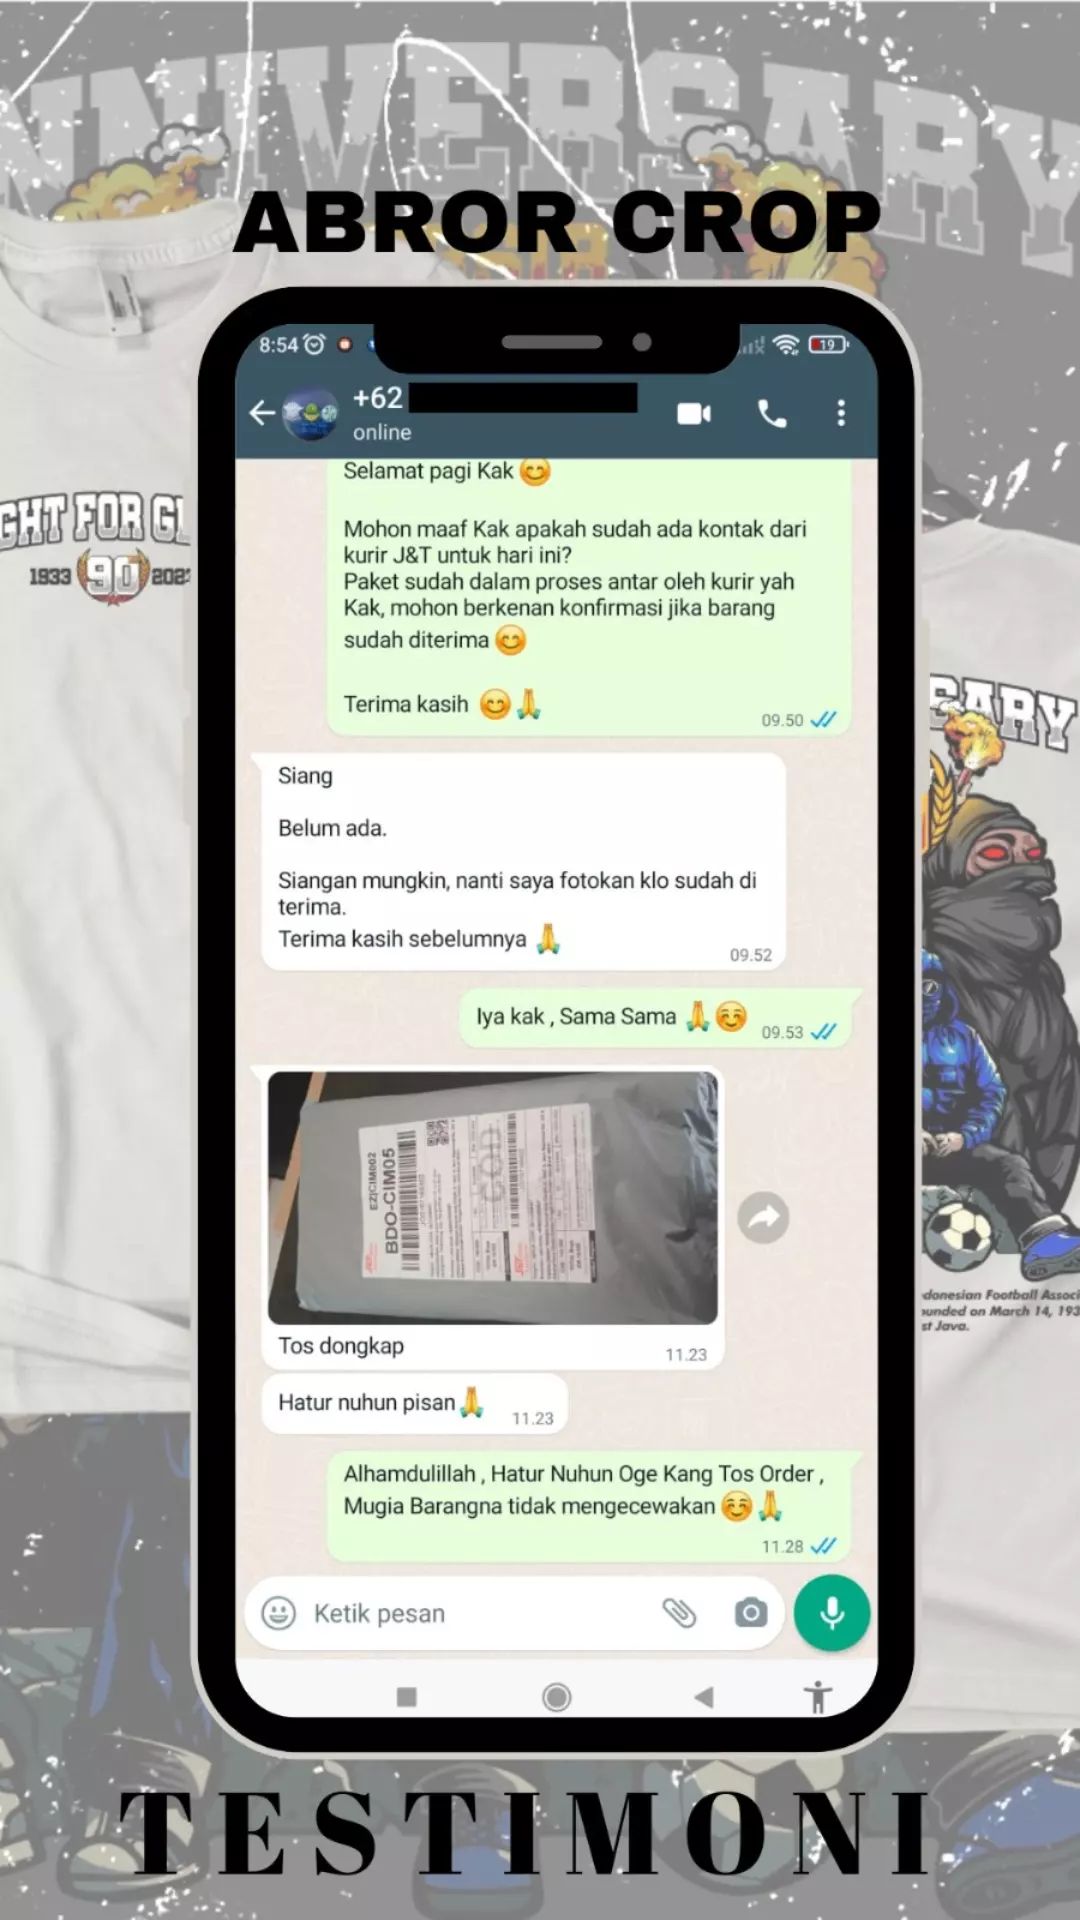 NNIVERSARY
ABROR CROP
8:54
19
+62
online
Selamat pagi Kak 😊
Mohon maaf Kak apakah sudah ada kontak dari
kurir J&T untuk hari ini?
Paket sudah dalam proses antar oleh kurir yah
Kak, mohon berkenan konfirmasi jika barang
sudah diterima 😊
Terima kasih 😊🙏
09.50
Siang
Belum ada.
Siangan mungkin, nanti saya fotokan klo sudah di
terima.
Terima kasih sebelumnya 🙏
09.52
Iya kak , Sama Sama 🙏☺️
09.53
EZ|CIM002
BDO-CIM05
COD
Tos dongkap
11.23
Hatur nuhun pisan🙏
11.23
Alhamdulillah , Hatur Nuhun Oge Kang Tos Order ,
Mugia Barangna tidak mengecewakan ☺️🙏
11.28
Ketik pesan
GHT FOR GL
1933 90 202
SARY
donesian Football Associ
ounded on March 14, 193
st Java.
TESTIMONI